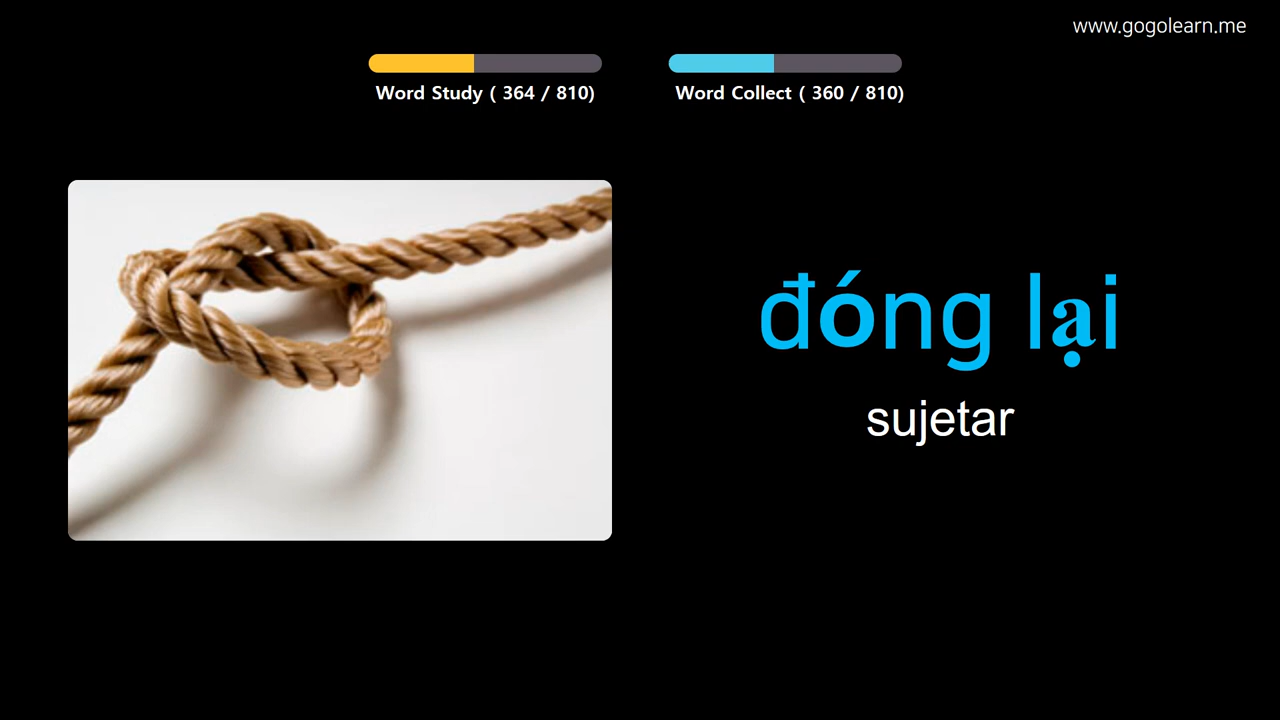 www.gogolearn.me
Word Study ( 364 / 810)
Word Collect ( 360 / 810)
đóng lại
sujetar